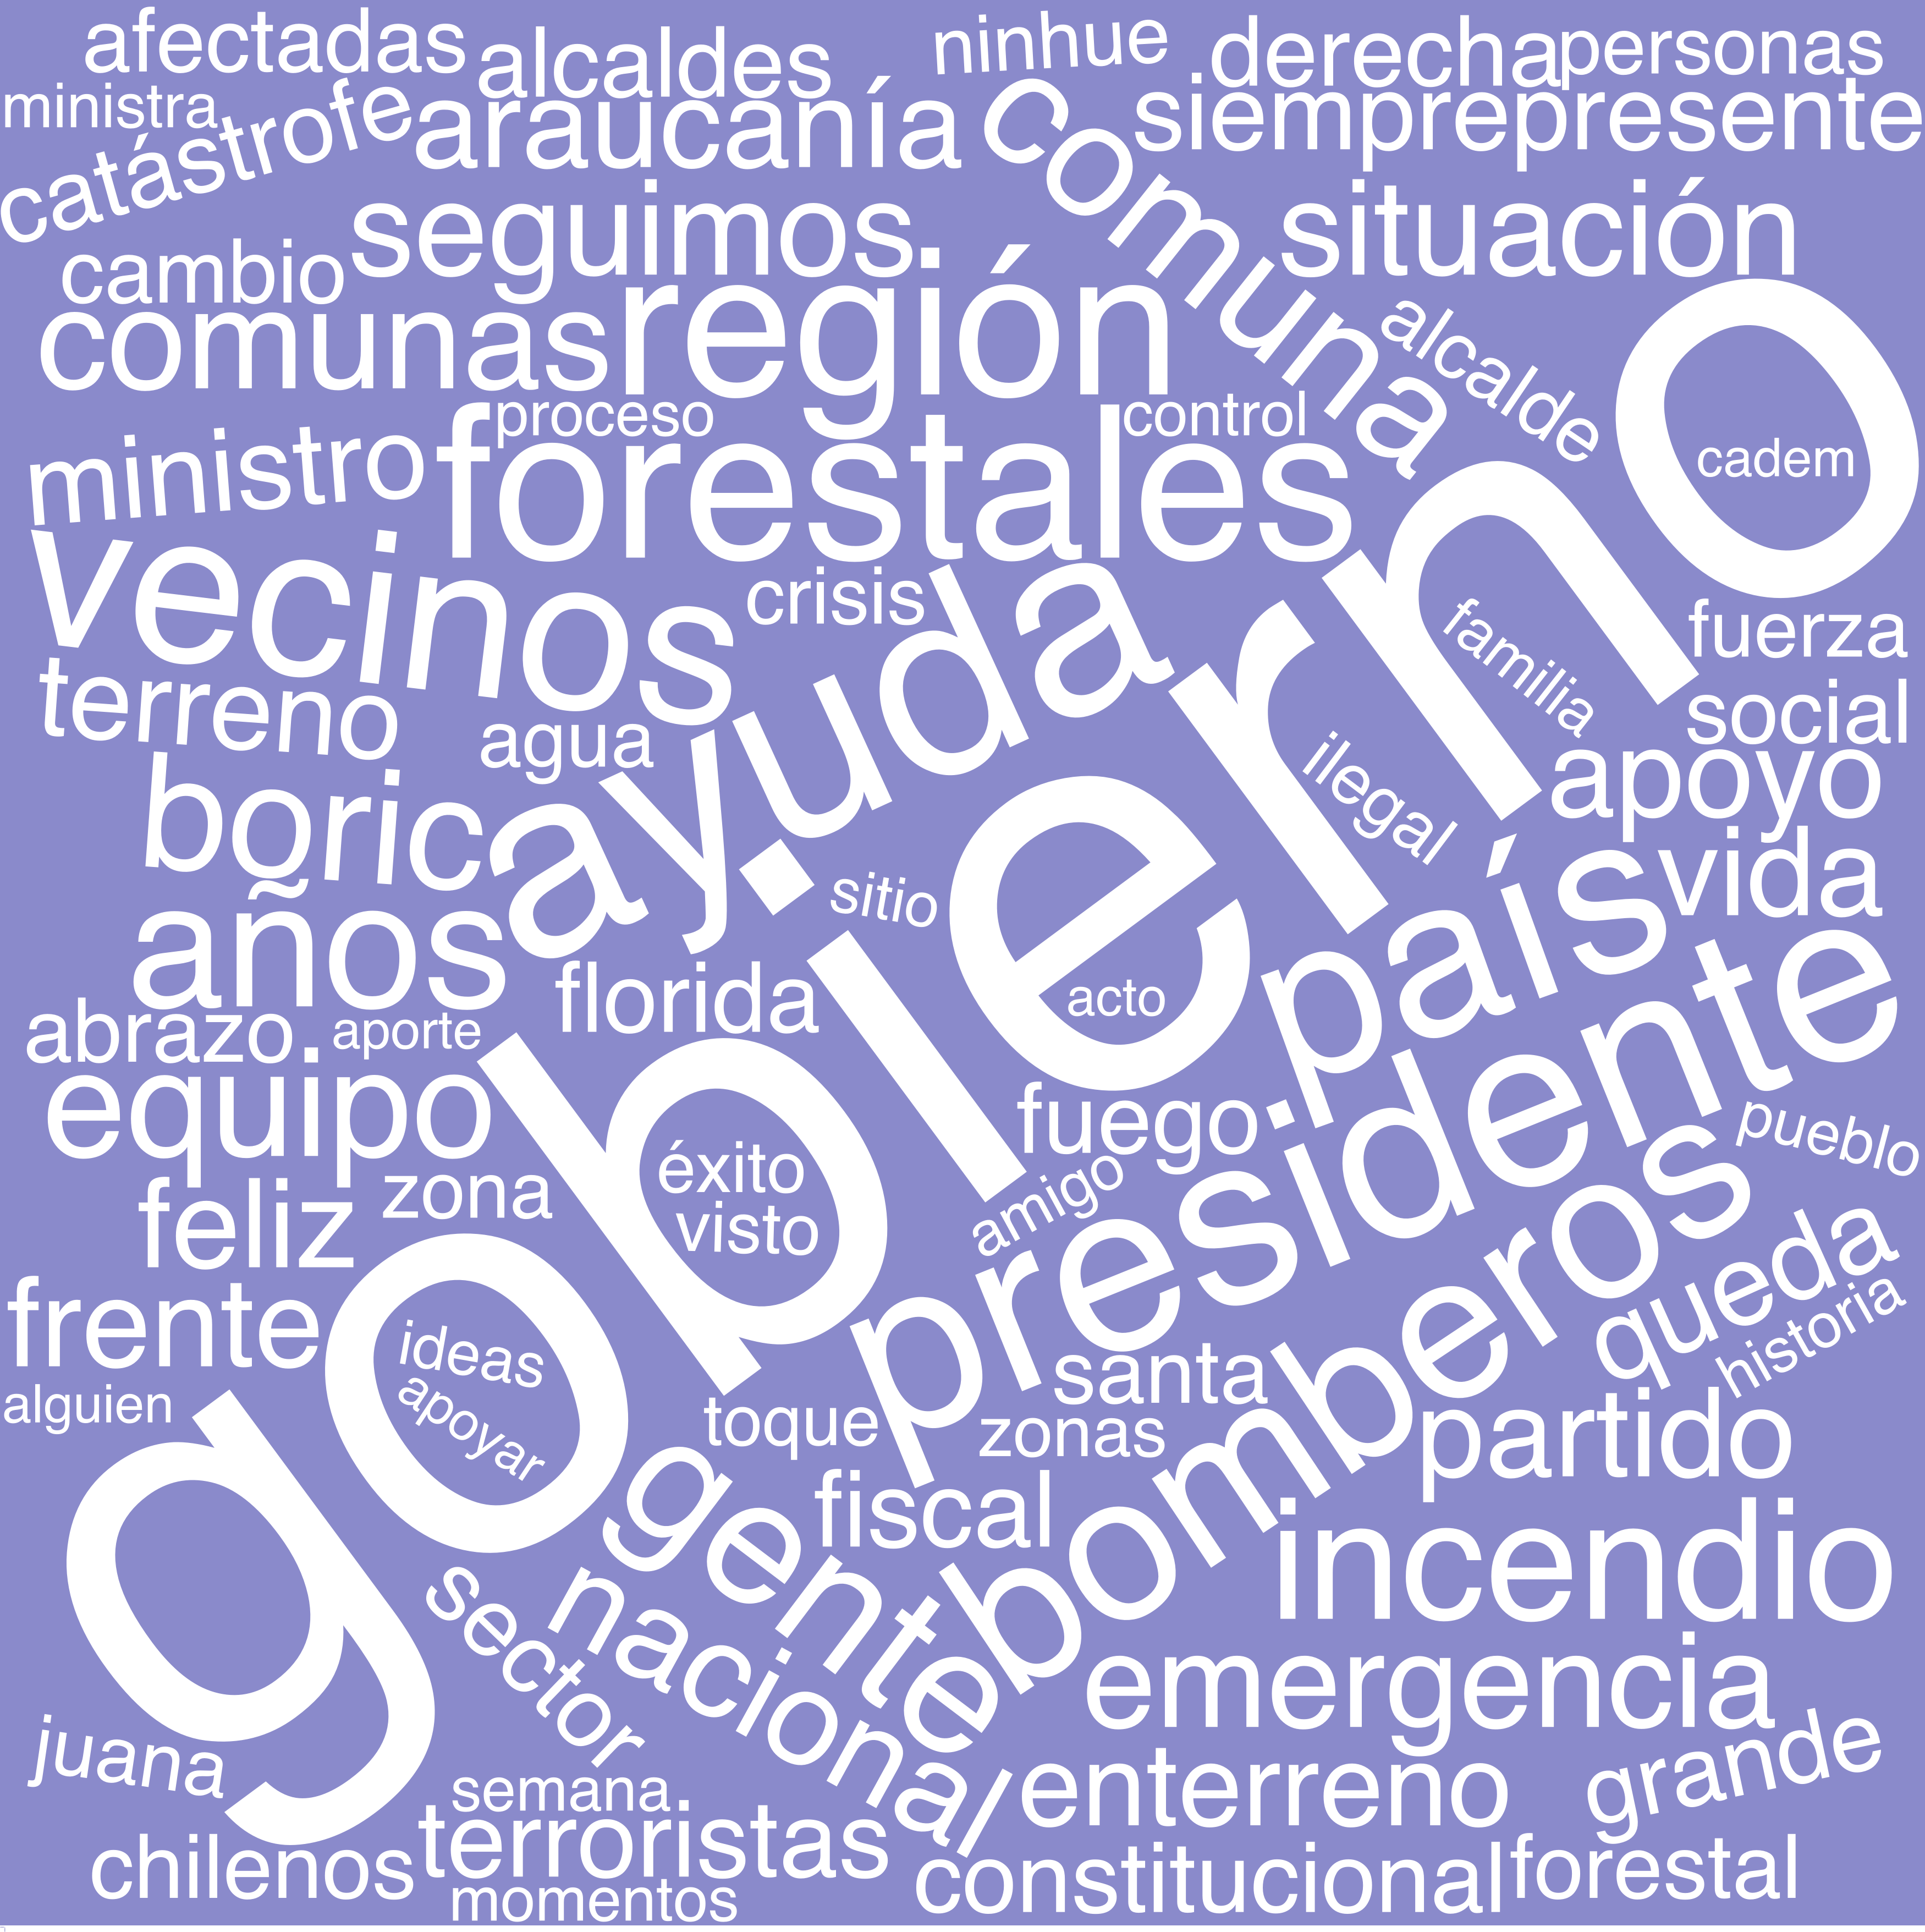 afectadas
alcaldes
ninhue
derecha
personas
ministra
catástrofe
araucanía
comunal
siemprepresente
seguimos
situación
cambio
comunas
región
alcalde
proceso
control
cadem
ministro
forestales
vecinos
crisis
ayuda
familia
fuerza
terreno
agua
social
boric
ilegal
apoyo
sitio
país
vida
años
florida
acto
abrazo
aporte
gobierno
equipo
fuego
presidente
pueblo
éxito
visto
zona
amigo
feliz
bomberos
queda
historia
frente
ideas
apoyar
santa
alguien
toque
zonas
partido
gente
fiscal
incendio
sector
nacional
emergencia
juana
semana
enterreno
grande
chilenos
terroristas
constitucional
forestal
momentos